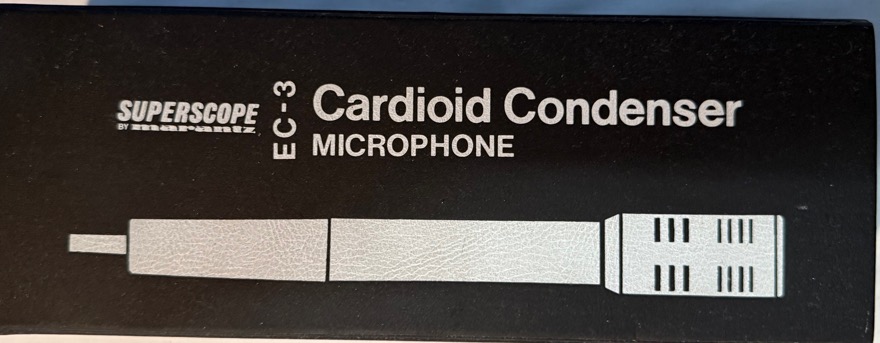 SUPERSCOPE
BY marantz
EC-3
Cardioid Condenser
MICROPHONE